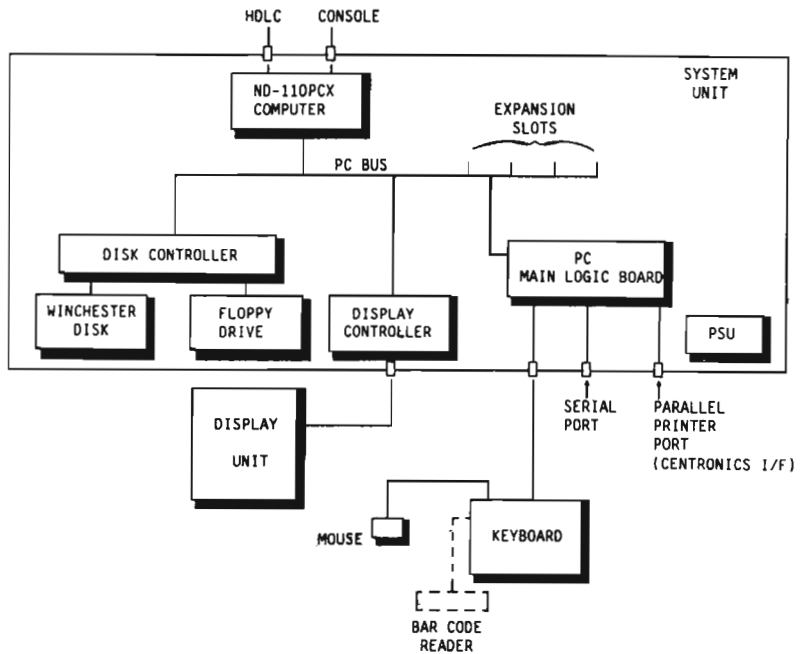 HDLC CONSOLE
SYSTEM
UNIT
ND-110PCX
COMPUTER
EXPANSION
SLOTS
PC BUS
DISK CONTROLLER
PC
MAIN LOGIC BOARD
WINCHESTER
DISK
FLOPPY
DRIVE
DISPLAY
CONTROLLER
PSU
SERIAL
PORT
PARALLEL
PRINTER
PORT
(CENTRONICS I/F)
DISPLAY
UNIT
MOUSE
KEYBOARD
BAR CODE
READER